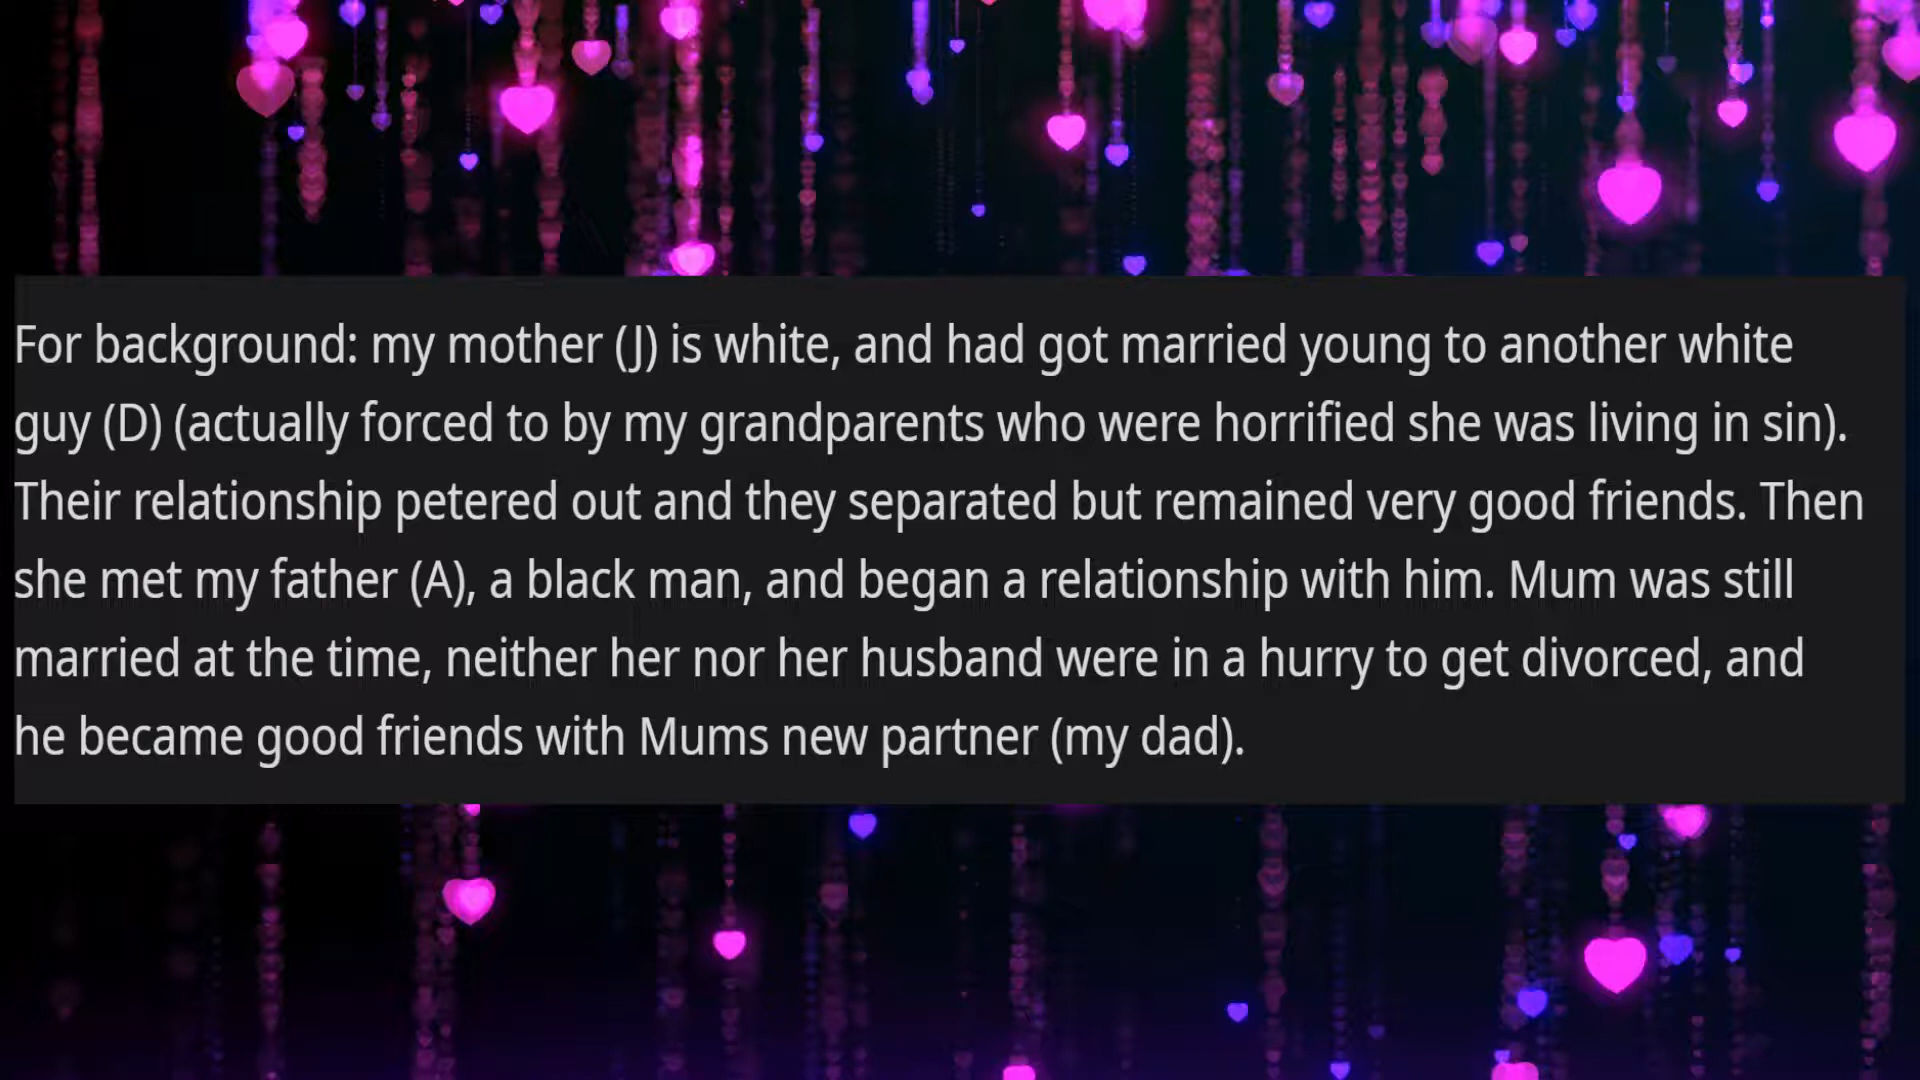 For background: my mother (J) is white, and had got married young to another white
guy (D) (actually forced to by my grandparents who were horrified she was living in sin).
Their relationship petered out and they separated but remained very good friends. Then
she met my father (A), a black man, and began a relationship with him. Mum was still
married at the time, neither her nor her husband were in a hurry to get divorced, and
he became good friends with Mums new partner (my dad).